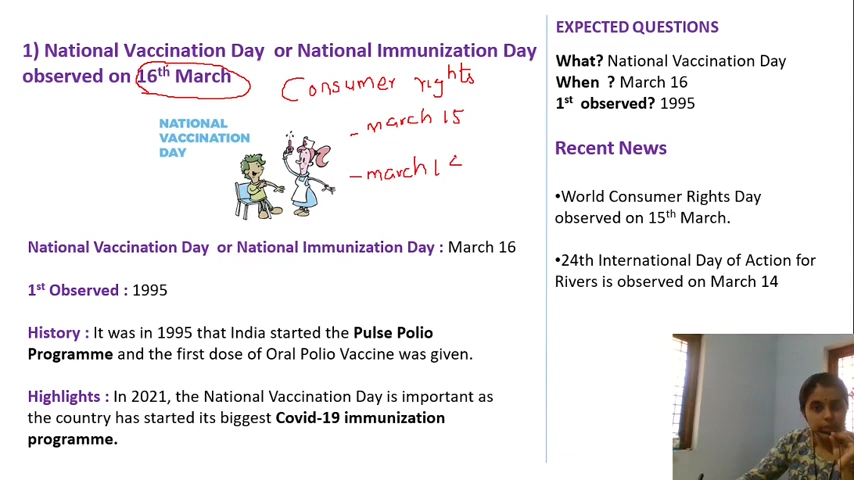 1) National Vaccination Day or National Immunization Day
observed on 16th March
Consumer rights
- march 15
- march 14
NATIONAL
VACCINATION
DAY
National Vaccination Day or National Immunization Day : March 16
1st Observed : 1995
History : It was in 1995 that India started the Pulse Polio
Programme and the first dose of Oral Polio Vaccine was given.
Highlights : In 2021, the National Vaccination Day is important as
the country has started its biggest Covid-19 immunization
programme.
EXPECTED QUESTIONS
What? National Vaccination Day
When ? March 16
1st observed? 1995
Recent News
•World Consumer Rights Day
observed on 15th March.
•24th International Day of Action for
Rivers is observed on March 14